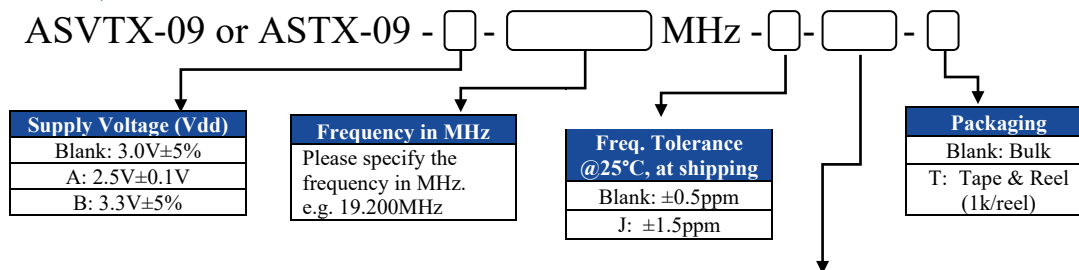 ASVTX-09 or ASTX-09 - - MHz - - -
Supply Voltage (Vdd)
Blank: 3.0V±5%
A: 2.5V±0.1V
B: 3.3V±5%
Frequency in MHz
Please specify the
frequency in MHz.
e.g. 19.200MHz
Freq. Tolerance
@25°C, at shipping
Blank: ±0.5ppm
J: ±1.5ppm
Packaging
Blank: Bulk
T: Tape & Reel
(1k/reel)